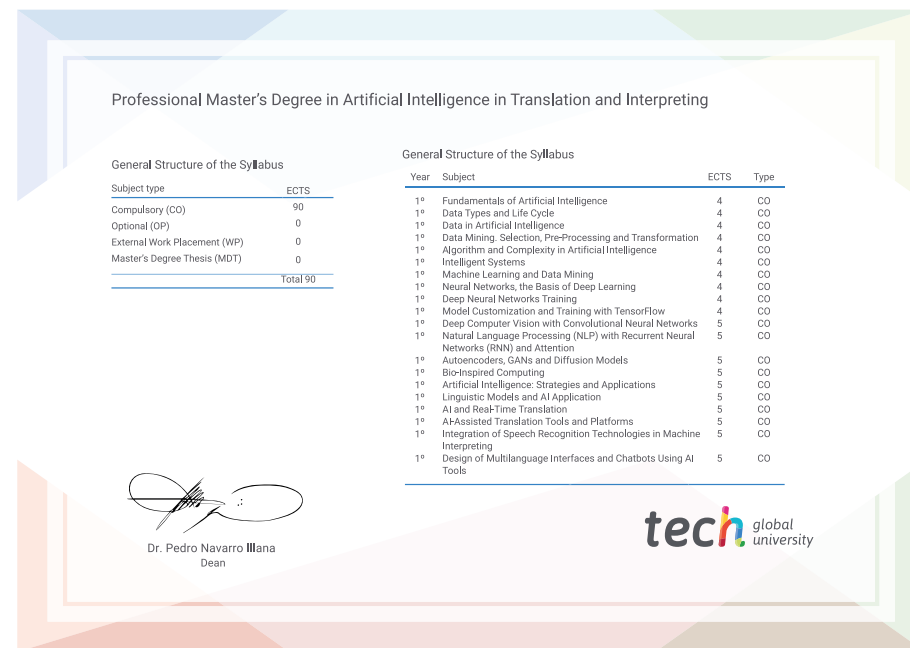 Professional Master's Degree in Artificial Intelligence in Translation and Interpreting
General Structure of the Syllabus
Subject type ECTS
Compulsory (CO) 90
Optional (OP) 0
External Work Placement (WP) 0
Master's Degree Thesis (MDT) 0
Total 90
General Structure of the Syllabus
Year Subject ECTS Type
1º Fundamentals of Artificial Intelligence 4 CO
1º Data Types and Life Cycle 4 CO
1º Data in Artificial Intelligence 4 CO
1º Data Mining. Selection, Pre-Processing and Transformation 4 CO
1º Algorithm and Complexity in Artificial Intelligence 4 CO
1º Intelligent Systems 4 CO
1º Machine Learning and Data Mining 4 CO
1º Neural Networks, the Basis of Deep Learning 4 CO
1º Deep Neural Networks Training 4 CO
1º Model Customization and Training with TensorFlow 4 CO
1º Deep Computer Vision with Convolutional Neural Networks 5 CO
1º Natural Language Processing (NLP) with Recurrent Neural 5 CO
Networks (RNN) and Attention
1º Autoencoders, GANs and Diffusion Models 5 CO
1º Bio-Inspired Computing 5 CO
1º Artificial Intelligence: Strategies and Applications 5 CO
1º Linguistic Models and AI Application 5 CO
1º AI and Real-Time Translation 5 CO
1º AI-Assisted Translation Tools and Platforms 5 CO
1º Integration of Speech Recognition Technologies in Machine 5 CO
Interpreting
1º Design of Multilanguage Interfaces and Chatbots Using AI 5 CO
Tools
Dr. Pedro Navarro Illana
Dean
tech global
university